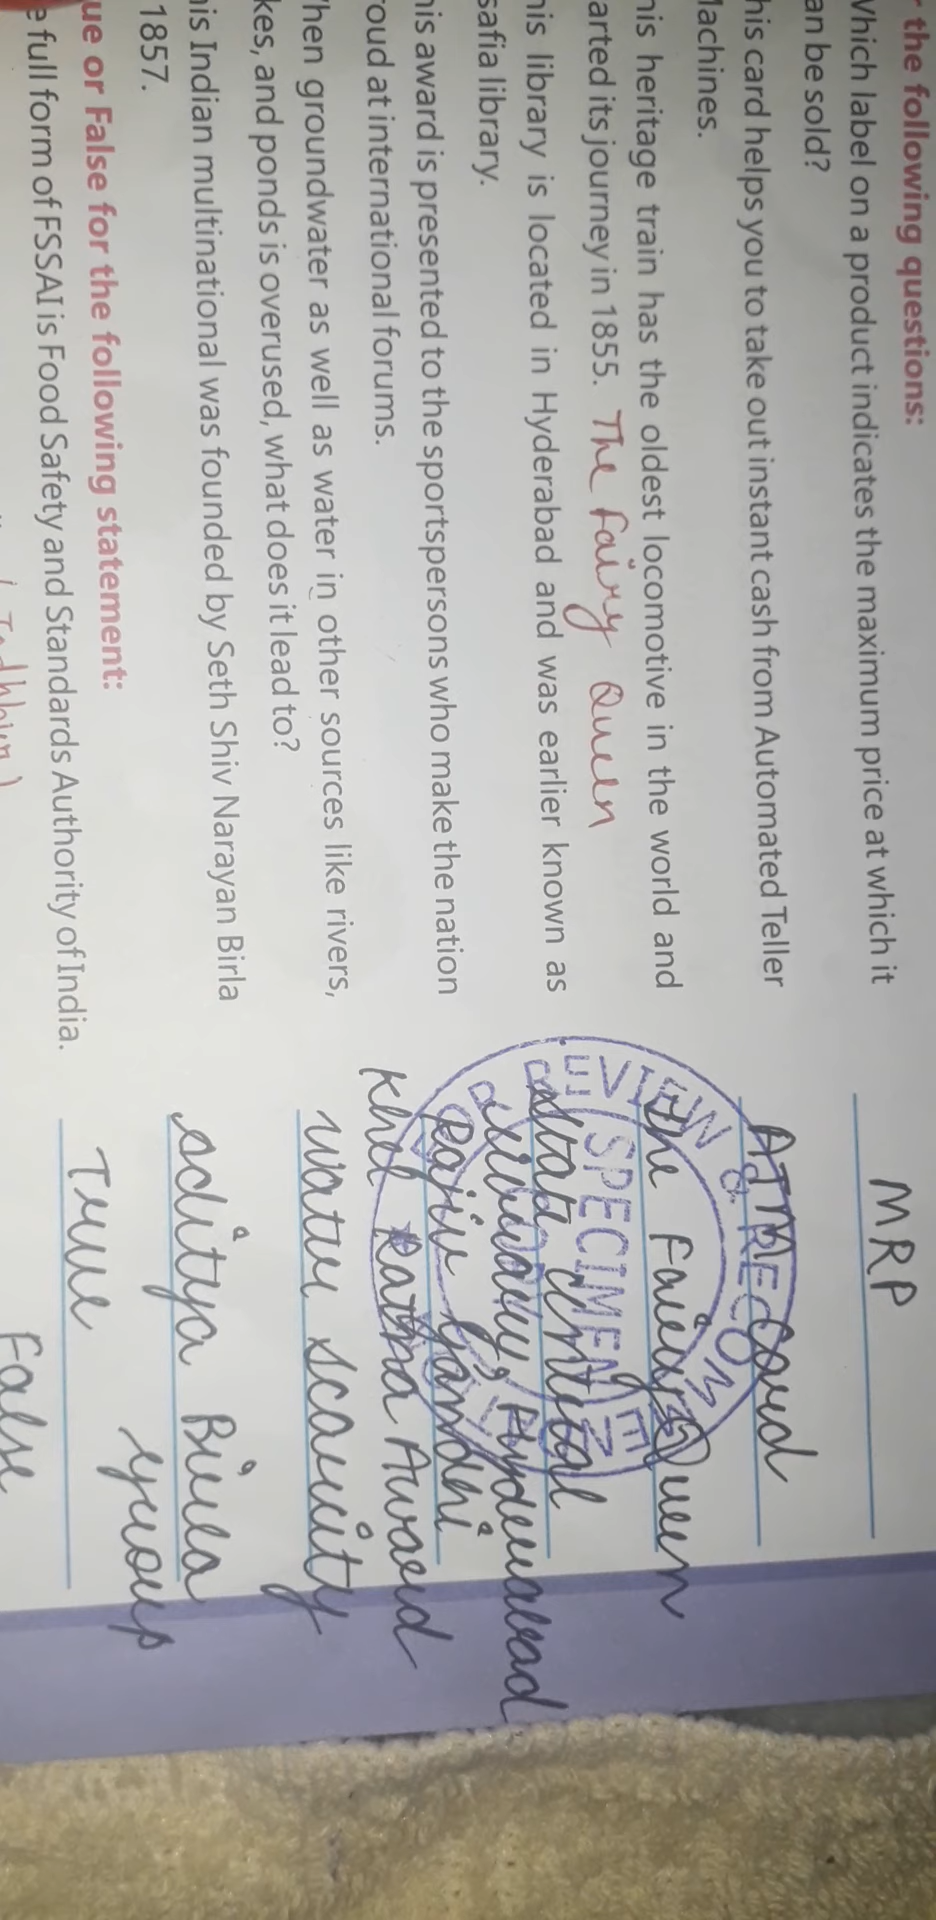 r the following questions:
Which label on a product indicates the maximum price at which it
an be sold?
MRP
his card helps you to take out instant cash from Automated Teller
Machines.
ATM Card
his heritage train has the oldest locomotive in the world and
arted its journey in 1855. The Fairy Queen
The Fairy Queen
his library is located in Hyderabad and was earlier known as
safia library.
State Central
Library, Hyderabad
his award is presented to the sportspersons who make the nation
roud at international forums.
Rajiv Gandhi
Khel Ratna Award
When groundwater as well as water in other sources like rivers,
kes, and ponds is overused, what does it lead to?
water scarcity
his Indian multinational was founded by Seth Shiv Narayan Birla
1857.
Aditya Birla
group
ue or False for the following statement:
e full form of FSSAI is Food Safety and Standards Authority of India.
True
False
REVIEW & RECOM
SPECIMEN